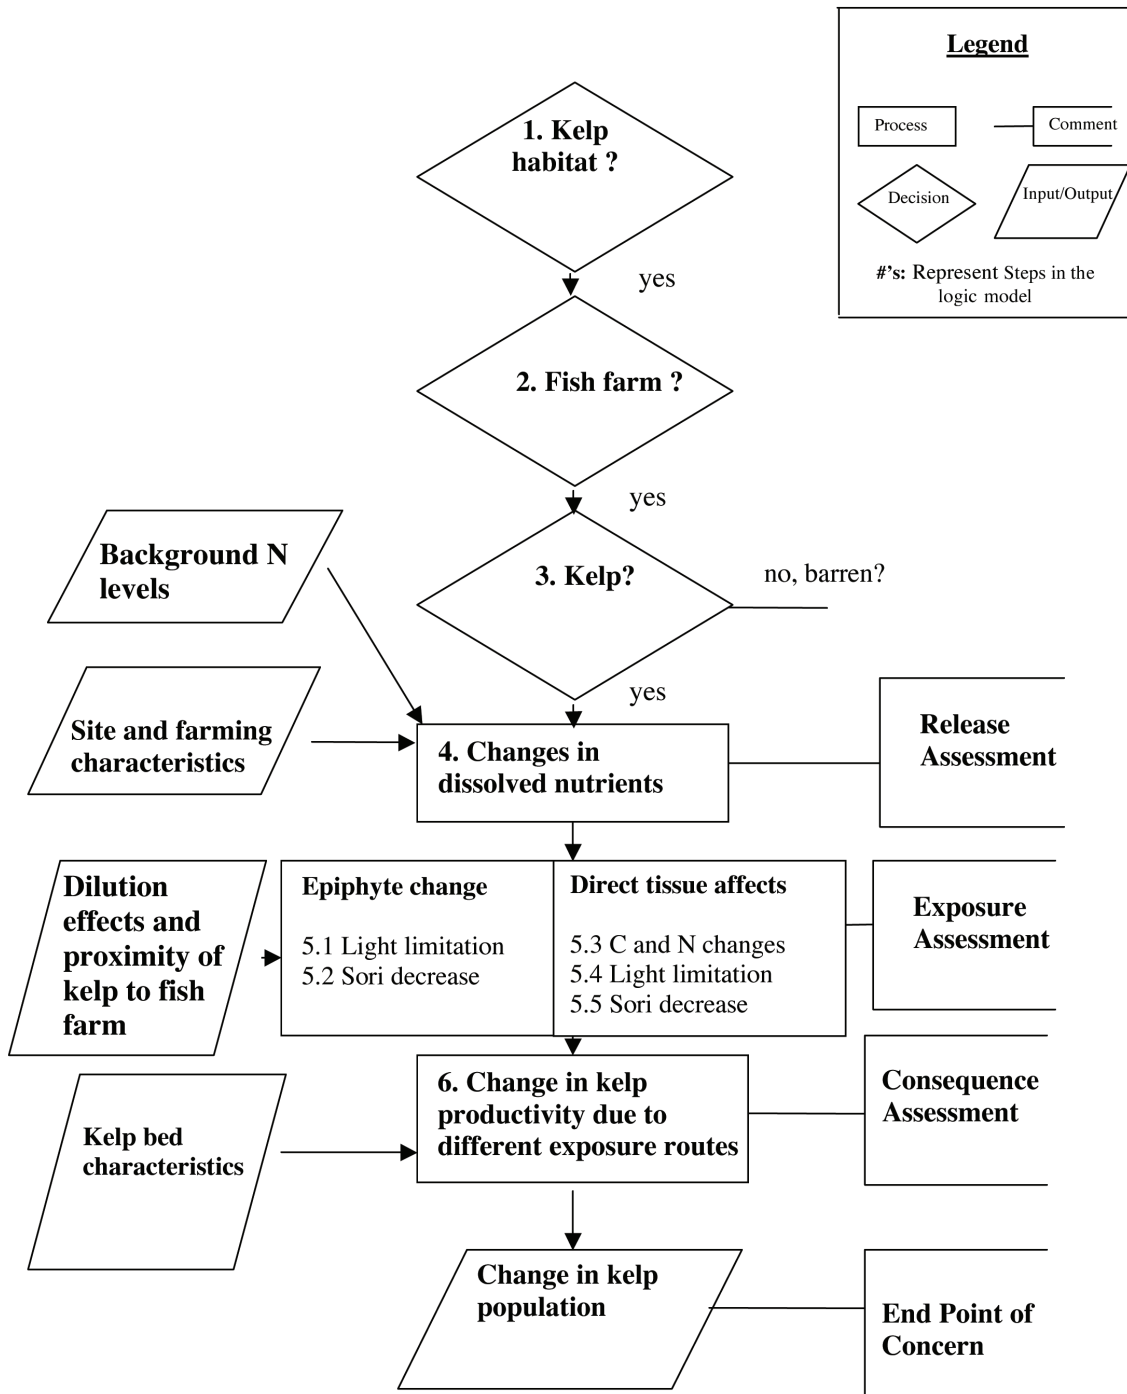 Legend
Process
Comment
Decision
Input/Output
#'s: Represent Steps in the
logic model
1. Kelp
habitat ?
yes
2. Fish farm ?
yes
3. Kelp?
no, barren?
yes
Background N
levels
Site and farming
characteristics
4. Changes in
dissolved nutrients
Release
Assessment
Dilution
effects and
proximity of
kelp to fish
farm
Epiphyte change
5.1 Light limitation
5.2 Sori decrease
Direct tissue affects
5.3 C and N changes
5.4 Light limitation
5.5 Sori decrease
Exposure
Assessment
Kelp bed
characteristics
6. Change in kelp
productivity due to
different exposure routes
Consequence
Assessment
Change in kelp
population
End Point of
Concern